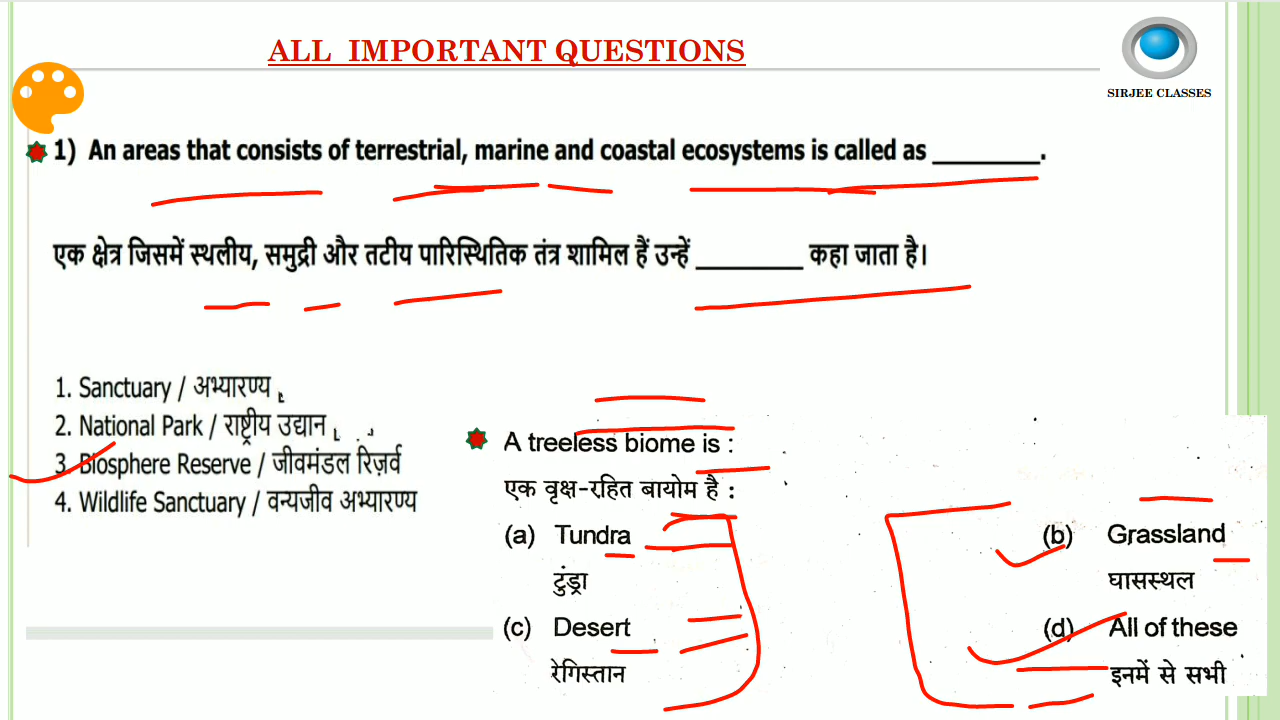 ALL IMPORTANT QUESTIONS
SIRJEE CLASSES
1) An areas that consists of terrestrial, marine and coastal ecosystems is called as ________.
एक क्षेत्र जिसमें स्थलीय, समुद्री और तटीय पारिस्थितिक तंत्र शामिल हैं उन्हें ________ कहा जाता है।
1. Sanctuary / अभ्यारण्य
2. National Park / राष्ट्रीय उद्यान
3. Biosphere Reserve / जीवमंडल रिज़र्व
4. Wildlife Sanctuary / वन्यजीव अभ्यारण्य
A treeless biome is :
एक वृक्ष-रहित बायोम है :
(a) Tundra
टुंड्रा
(b) Grassland
घासस्थल
(c) Desert
रेगिस्तान
(d) All of these
इनमें से सभी